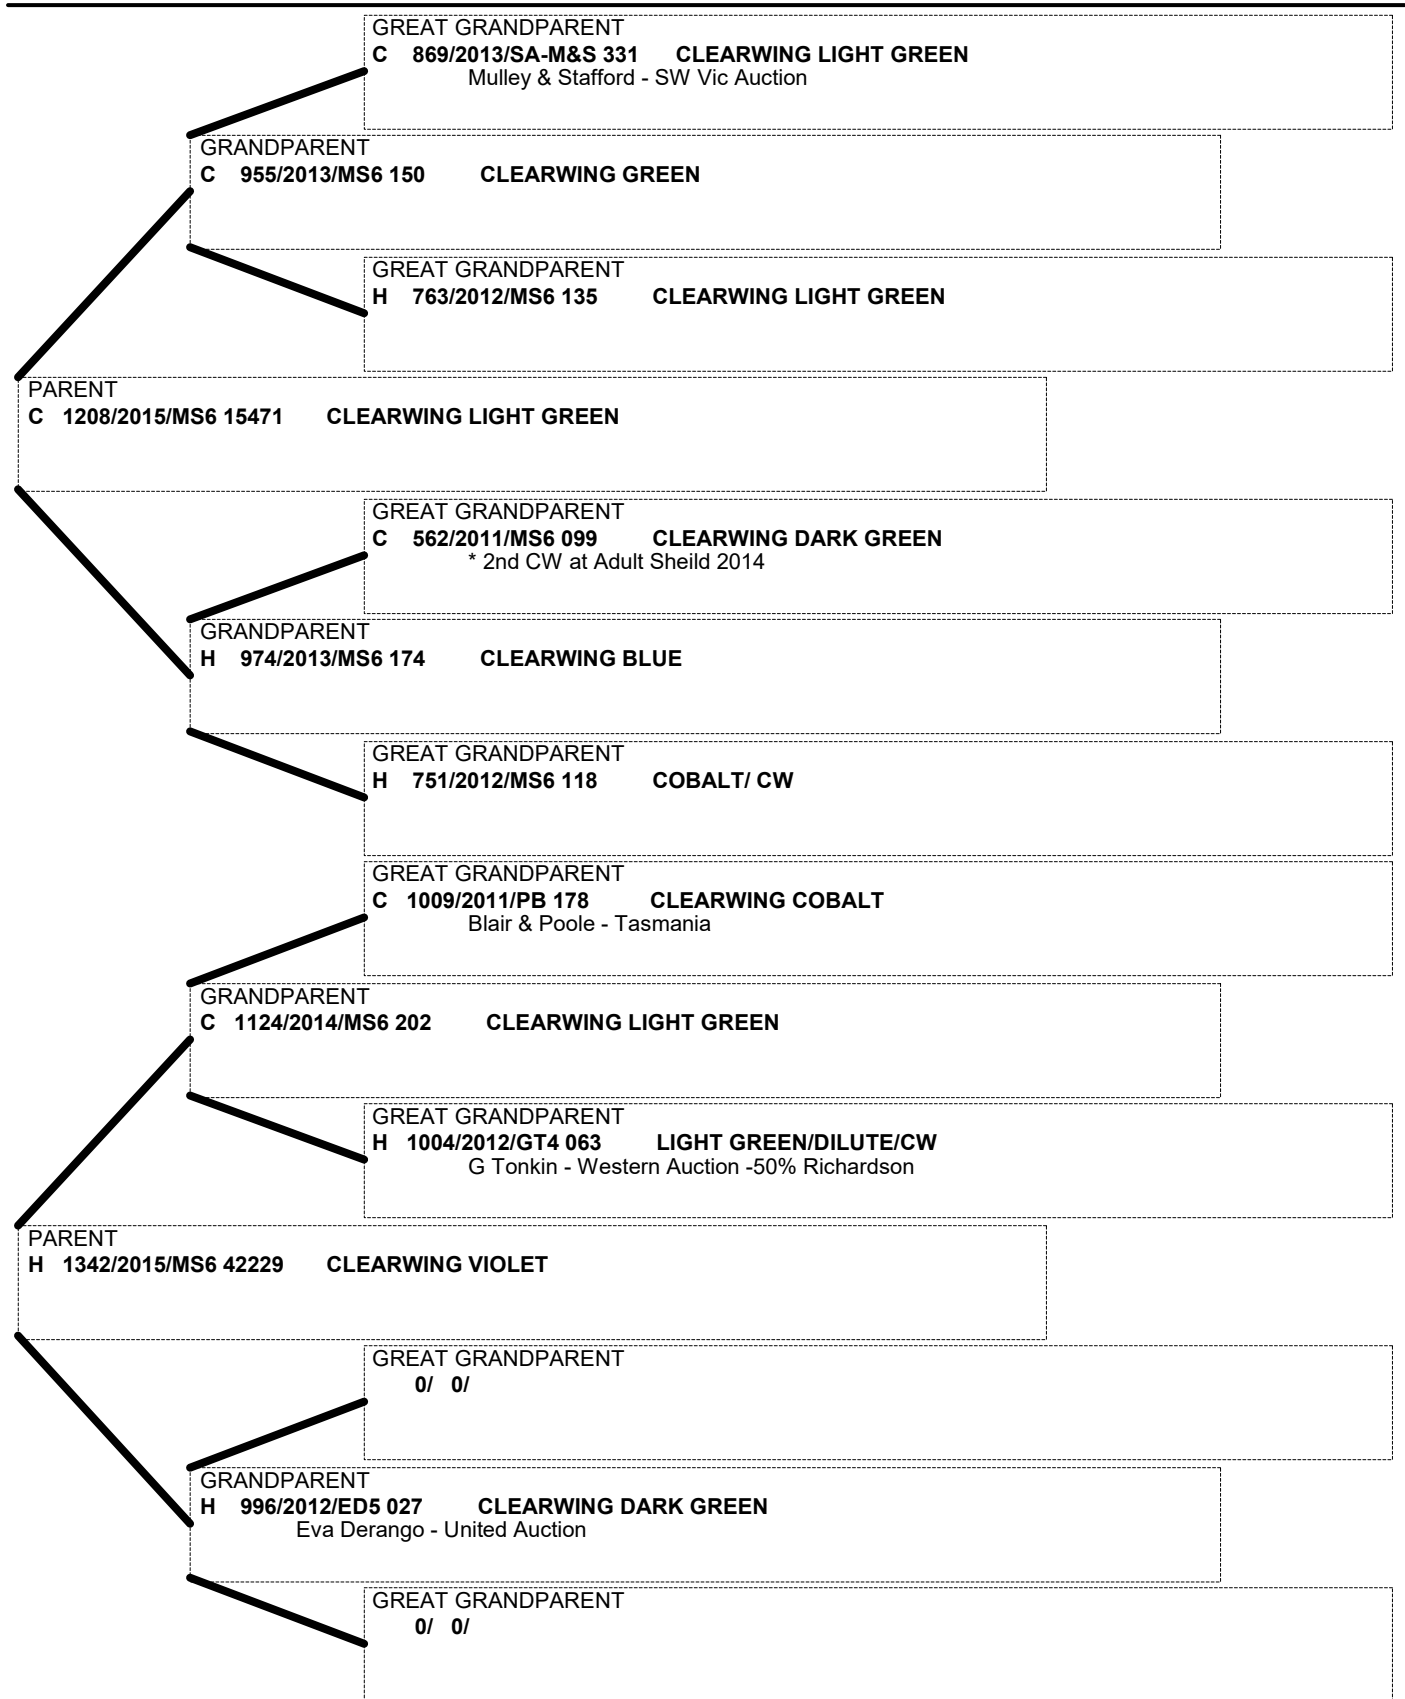 GREAT GRANDPARENT
C 869/2013/SA-M&S 331 CLEARWING LIGHT GREEN
Mulley & Stafford - SW Vic Auction
GRANDPARENT
C 955/2013/MS6 150 CLEARWING GREEN
GREAT GRANDPARENT
H 763/2012/MS6 135 CLEARWING LIGHT GREEN
PARENT
C 1208/2015/MS6 15471 CLEARWING LIGHT GREEN
GREAT GRANDPARENT
C 562/2011/MS6 099 CLEARWING DARK GREEN
* 2nd CW at Adult Sheild 2014
GRANDPARENT
H 974/2013/MS6 174 CLEARWING BLUE
GREAT GRANDPARENT
H 751/2012/MS6 118 COBALT/ CW
GREAT GRANDPARENT
C 1009/2011/PB 178 CLEARWING COBALT
Blair & Poole - Tasmania
GRANDPARENT
C 1124/2014/MS6 202 CLEARWING LIGHT GREEN
GREAT GRANDPARENT
H 1004/2012/GT4 063 LIGHT GREEN/DILUTE/CW
G Tonkin - Western Auction -50% Richardson
PARENT
H 1342/2015/MS6 42229 CLEARWING VIOLET
GREAT GRANDPARENT
0/ 0/
GRANDPARENT
H 996/2012/ED5 027 CLEARWING DARK GREEN
Eva Derango - United Auction
GREAT GRANDPARENT
0/ 0/